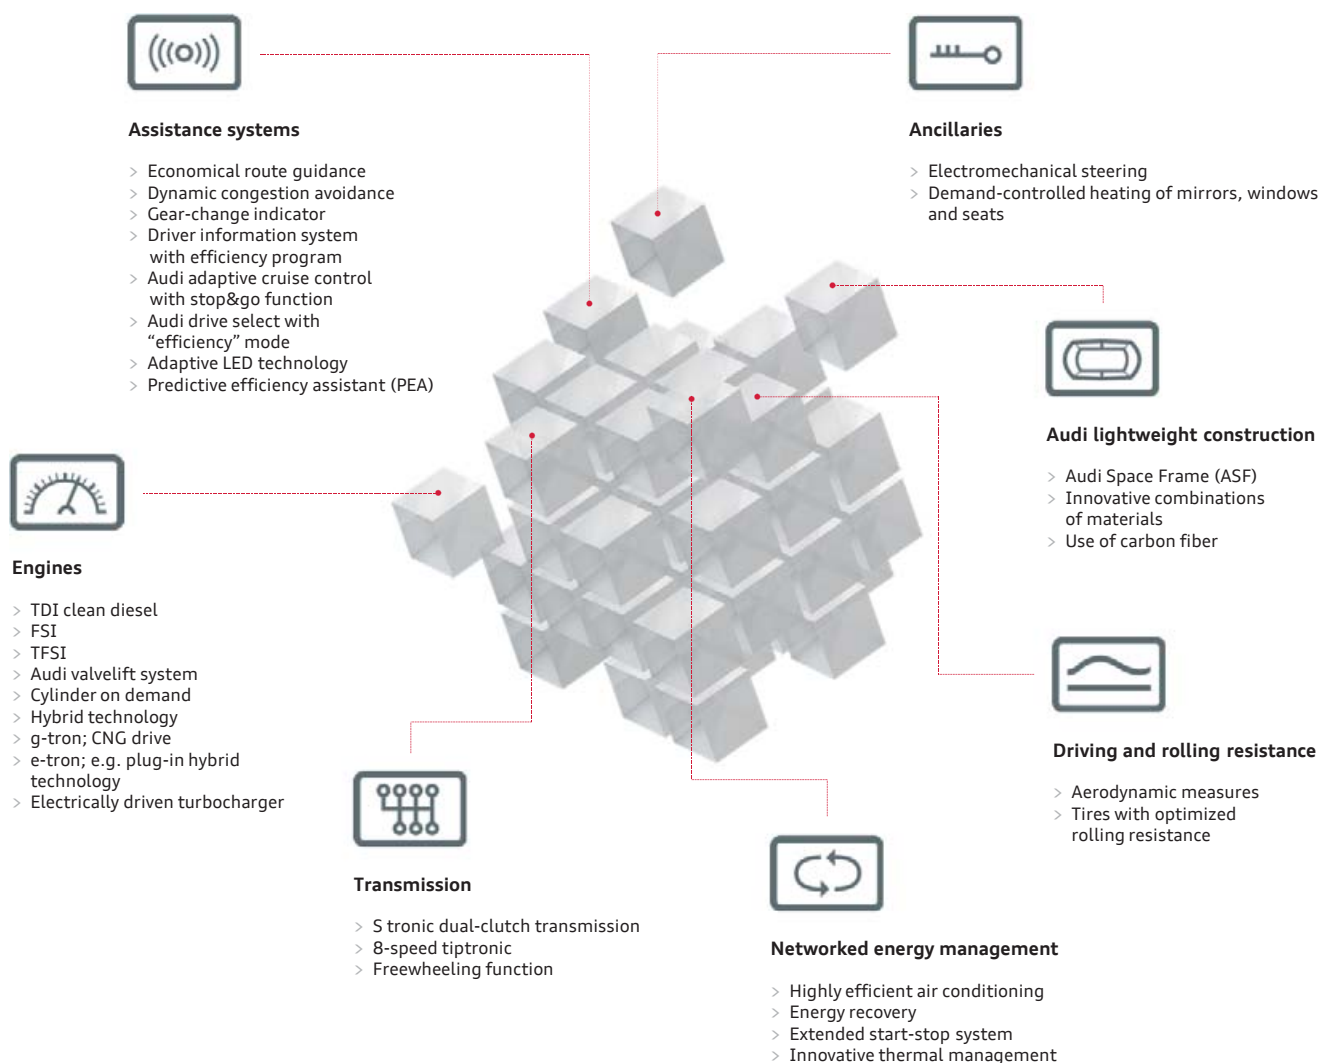 Assistance systems
> Economical route guidance
> Dynamic congestion avoidance
> Gear-change indicator
> Driver information system
with efficiency program
> Audi adaptive cruise control
with stop&go function
> Audi drive select with
“efficiency” mode
> Adaptive LED technology
> Predictive efficiency assistant (PEA)
Ancillaries
> Electromechanical steering
> Demand-controlled heating of mirrors, windows
and seats
Audi lightweight construction
> Audi Space Frame (ASF)
> Innovative combinations
of materials
> Use of carbon fiber
Engines
> TDI clean diesel
> FSI
> TFSI
> Audi valvelift system
> Cylinder on demand
> Hybrid technology
> g-tron; CNG drive
> e-tron; e.g. plug-in hybrid
technology
> Electrically driven turbocharger
Driving and rolling resistance
> Aerodynamic measures
> Tires with optimized
rolling resistance
Transmission
> S tronic dual-clutch transmission
> 8-speed tiptronic
> Freewheeling function
Networked energy management
> Highly efficient air conditioning
> Energy recovery
> Extended start-stop system
> Innovative thermal management